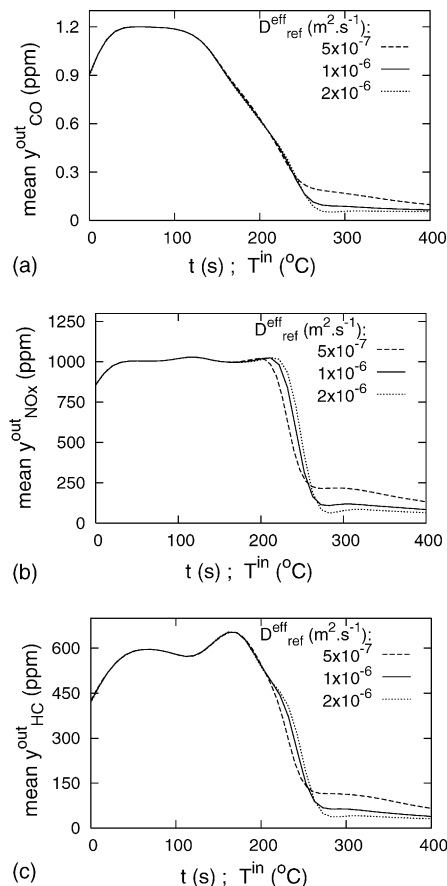 D^eff_ref (m².s⁻¹):
5x10⁻⁷
1x10⁻⁶
2x10⁻⁶
1.2
0.9
0.6
0.3
0
mean y^out_CO (ppm)
0 100 200 300 400
t (s) ; T^in (°C)
(a)
D^eff_ref (m².s⁻¹):
5x10⁻⁷
1x10⁻⁶
2x10⁻⁶
1250
1000
750
500
250
0
mean y^out_NOx (ppm)
0 100 200 300 400
t (s) ; T^in (°C)
(b)
D^eff_ref (m².s⁻¹):
5x10⁻⁷
1x10⁻⁶
2x10⁻⁶
600
450
300
150
0
mean y^out_HC (ppm)
0 100 200 300 400
t (s) ; T^in (°C)
(c)